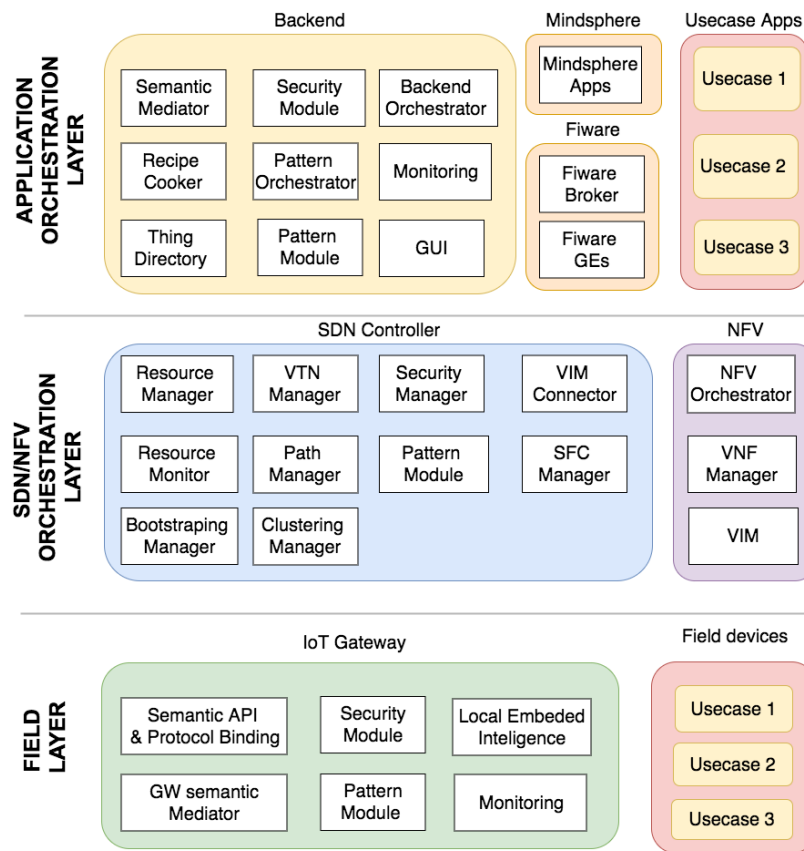 APPLICATION
ORCHESTRATION
LAYER
Backend
Semantic
Mediator
Security
Module
Backend
Orchestrator
Recipe
Cooker
Pattern
Orchestrator
Monitoring
Thing
Directory
Pattern
Module
GUI
Mindsphere
Mindsphere
Apps
Fiware
Fiware
Broker
Fiware
GEs
Usecase Apps
Usecase 1
Usecase 2
Usecase 3
SDN/NFV
ORCHESTRATION
LAYER
SDN Controller
Resource
Manager
VTN
Manager
Security
Manager
VIM
Connector
Resource
Monitor
Path
Manager
Pattern
Module
SFC
Manager
Bootstraping
Manager
Clustering
Manager
NFV
NFV
Orchestrator
VNF
Manager
VIM
FIELD
LAYER
IoT Gateway
Semantic API
& Protocol Binding
Security
Module
Local Embeded
Inteligence
GW semantic
Mediator
Pattern
Module
Monitoring
Field devices
Usecase 1
Usecase 2
Usecase 3